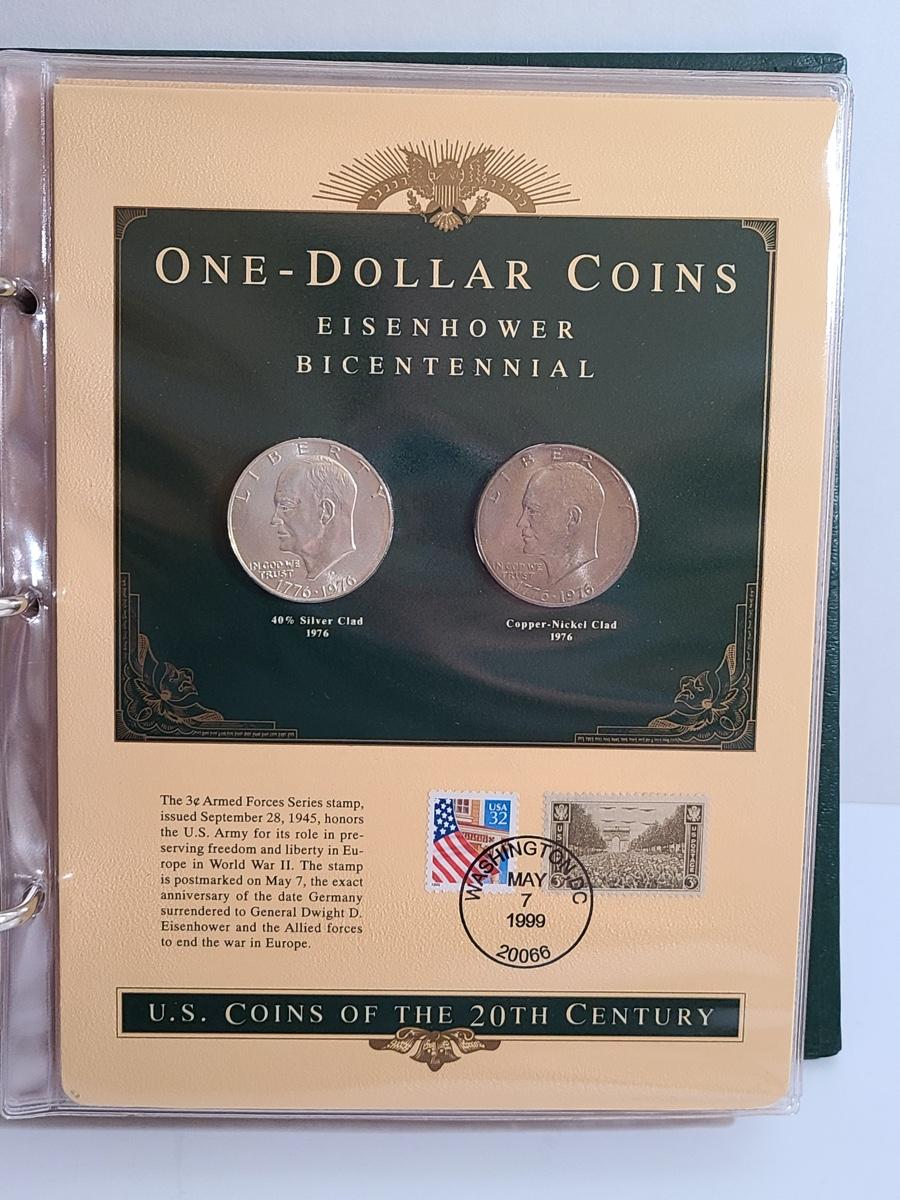 ONE-DOLLAR COINS
EISENHOWER
BICENTENNIAL
LIBERTY
IN GOD WE
TRUST
1776·1976
LIBERTY
IN GOD WE
TRUST
1776·1976
40% Silver Clad
1976
Copper-Nickel Clad
1976
The 3¢ Armed Forces Series stamp,
issued September 28, 1945, honors
the U.S. Army for its role in pre-
serving freedom and liberty in Eu-
rope in World War II. The stamp
is postmarked on May 7, the exact
anniversary of the date Germany
surrendered to General Dwight D.
Eisenhower and the Allied forces
to end the war in Europe.
USA
32
U.S. POSTAGE
3¢
3¢
WASHINGTON, DC
MAY
7
1999
20066
U.S. COINS OF THE 20TH CENTURY